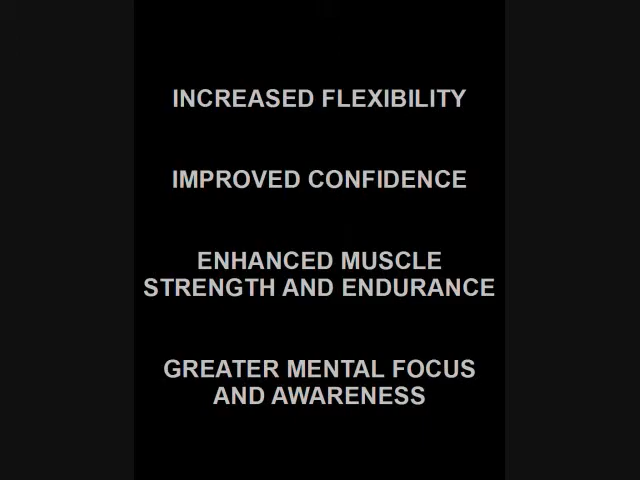 INCREASED FLEXIBILITY
IMPROVED CONFIDENCE
ENHANCED MUSCLE
STRENGTH AND ENDURANCE
GREATER MENTAL FOCUS
AND AWARENESS